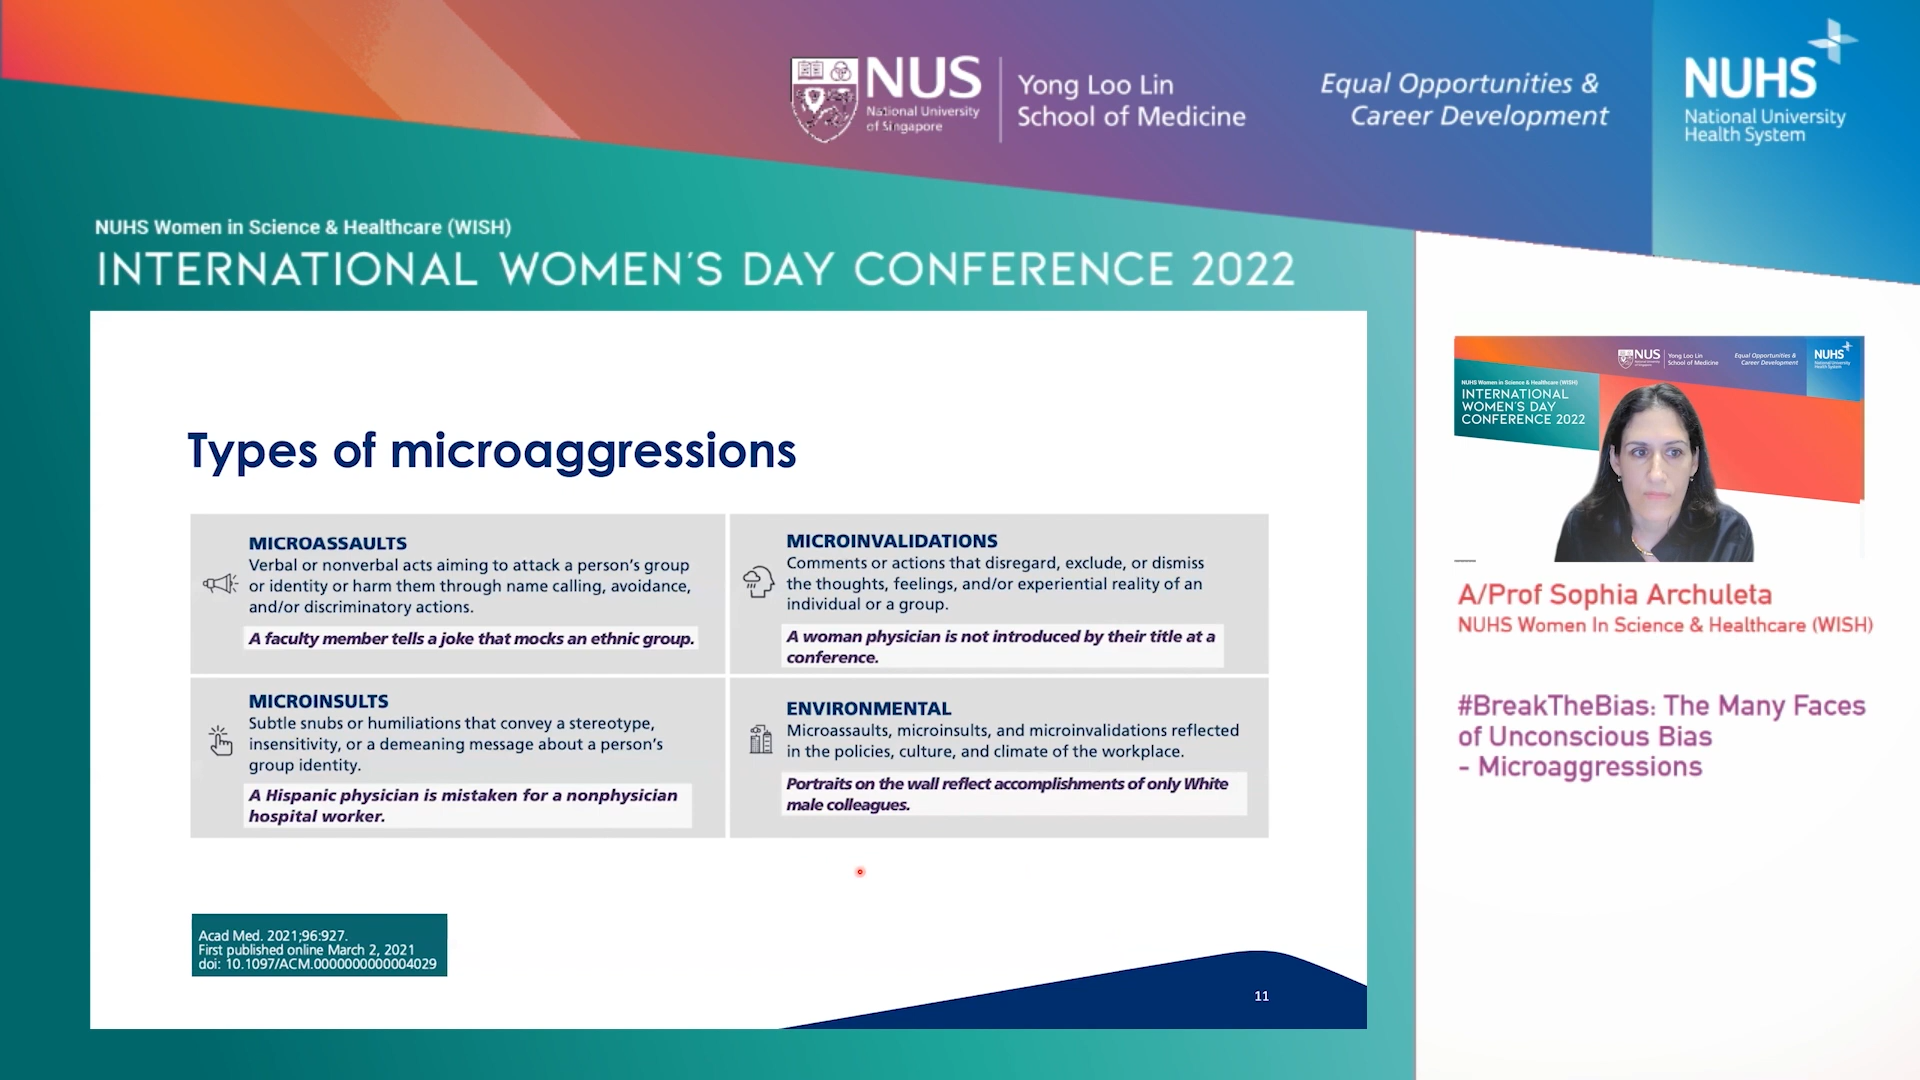 NUS
National University
of Singapore
Yong Loo Lin
School of Medicine
Equal Opportunities &
Career Development
NUHS
National University
Health System
NUHS Women in Science & Healthcare (WISH)
INTERNATIONAL WOMEN'S DAY CONFERENCE 2022
Types of microaggressions
MICROASSAULTS
Verbal or nonverbal acts aiming to attack a person's group
or identity or harm them through name calling, avoidance,
and/or discriminatory actions.
A faculty member tells a joke that mocks an ethnic group.
MICROINVALIDATIONS
Comments or actions that disregard, exclude, or dismiss
the thoughts, feelings, and/or experiential reality of an
individual or a group.
A woman physician is not introduced by their title at a
conference.
MICROINSULTS
Subtle snubs or humiliations that convey a stereotype,
insensitivity, or a demeaning message about a person's
group identity.
A Hispanic physician is mistaken for a nonphysician
hospital worker.
ENVIRONMENTAL
Microassaults, microinsults, and microinvalidations reflected
in the policies, culture, and climate of the workplace.
Portraits on the wall reflect accomplishments of only White
male colleagues.
Acad Med. 2021;96:927.
First published online March 2, 2021
doi: 10.1097/ACM.0000000000004029
11
NUS
Yong Loo Lin
School of Medicine
Equal Opportunities &
Career Development
NUHS
NUHS Women in Science & Healthcare (WISH)
INTERNATIONAL
WOMEN'S DAY
CONFERENCE 2022
A/Prof Sophia Archuleta
NUHS Women In Science & Healthcare (WISH)
#BreakTheBias: The Many Faces
of Unconscious Bias
- Microaggressions